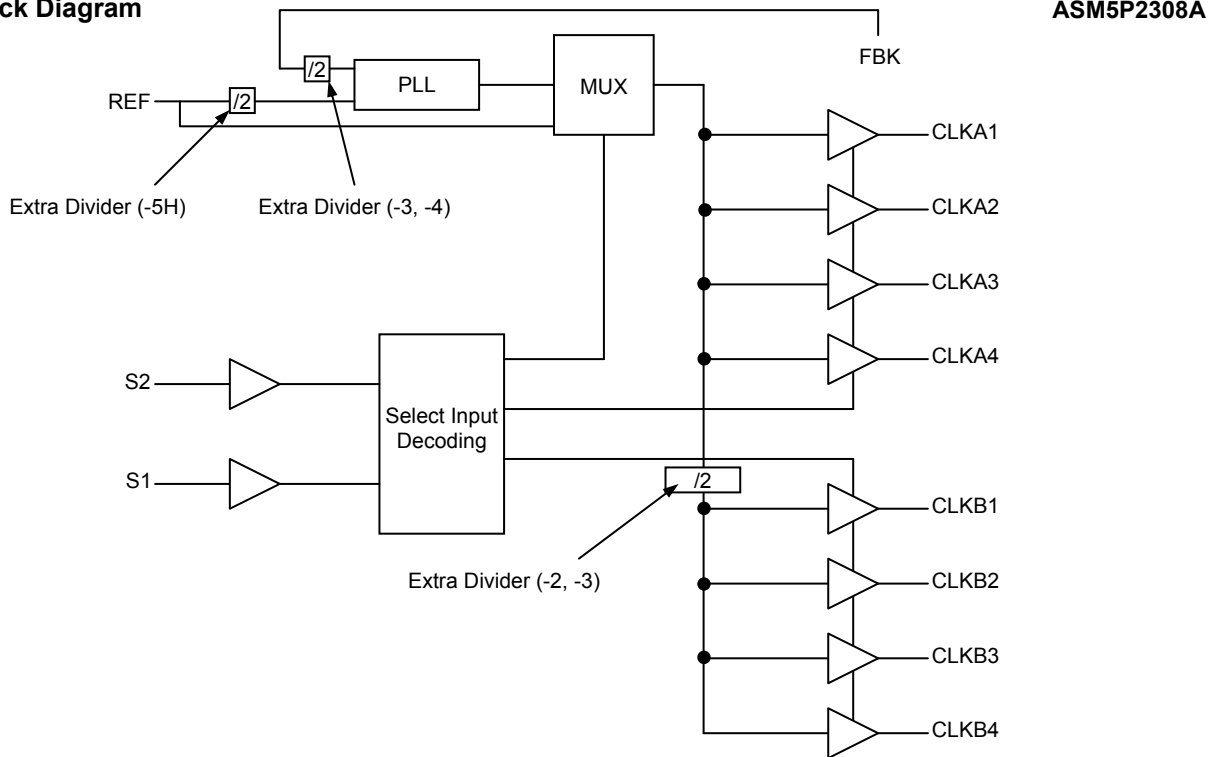 ck Diagram
ASM5P2308A
FBK
/2
PLL
MUX
REF
/2
CLKA1
Extra Divider (-5H)
Extra Divider (-3, -4)
CLKA2
CLKA3
CLKA4
S2
Select Input
Decoding
S1
/2
CLKB1
Extra Divider (-2, -3)
CLKB2
CLKB3
CLKB4